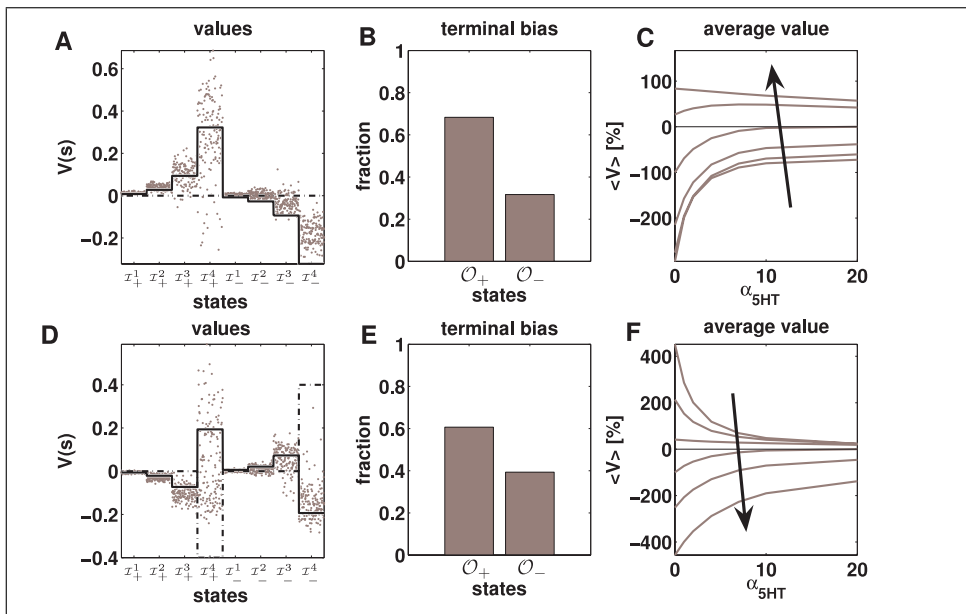 A
values
V(s)
0.6
0.4
0.2
0
−0.2
𝓘¹₊ 𝓘²₊ 𝓘³₊ 𝓘⁴₊ 𝓘¹₋ 𝓘²₋ 𝓘³₋ 𝓘⁴₋
states
B
terminal bias
fraction
1
0.8
0.6
0.4
0.2
0
𝒪₊ 𝒪₋
states
C
average value
<V> [%]
100
0
−100
−200
0 10 20
α5HT
D
values
V(s)
0.4
0.2
0
−0.2
−0.4
𝓘¹₊ 𝓘²₊ 𝓘³₊ 𝓘⁴₊ 𝓘¹₋ 𝓘²₋ 𝓘³₋ 𝓘⁴₋
states
E
terminal bias
fraction
1
0.8
0.6
0.4
0.2
0
𝒪₊ 𝒪₋
states
F
average value
<V> [%]
400
200
0
−200
−400
0 10 20
α5HT